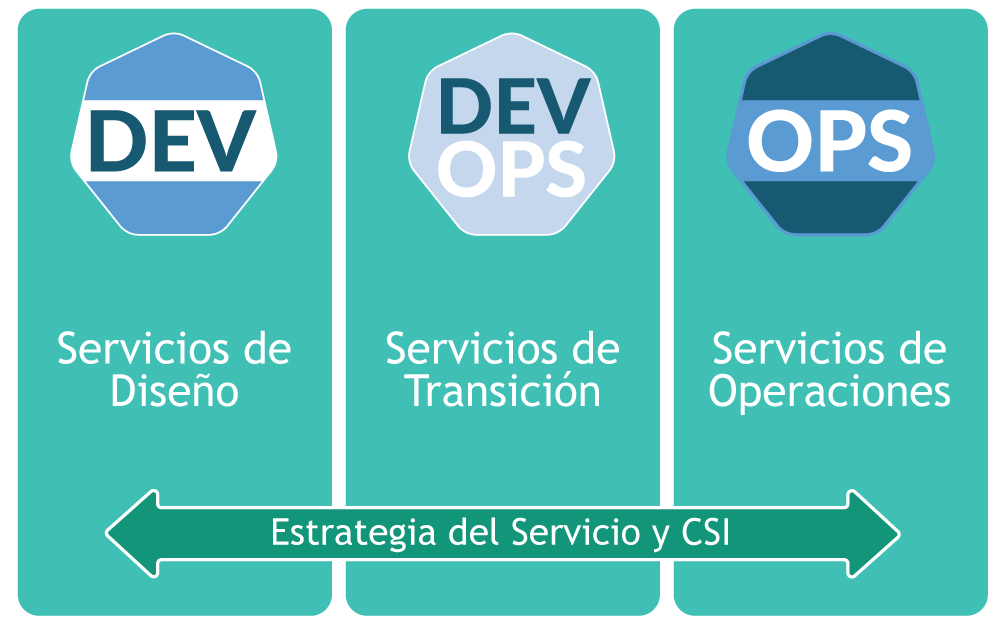 DEV
DEV
OPS
OPS
Servicios de
Diseño
Servicios de
Transición
Servicios de
Operaciones
Estrategia del Servicio y CSI